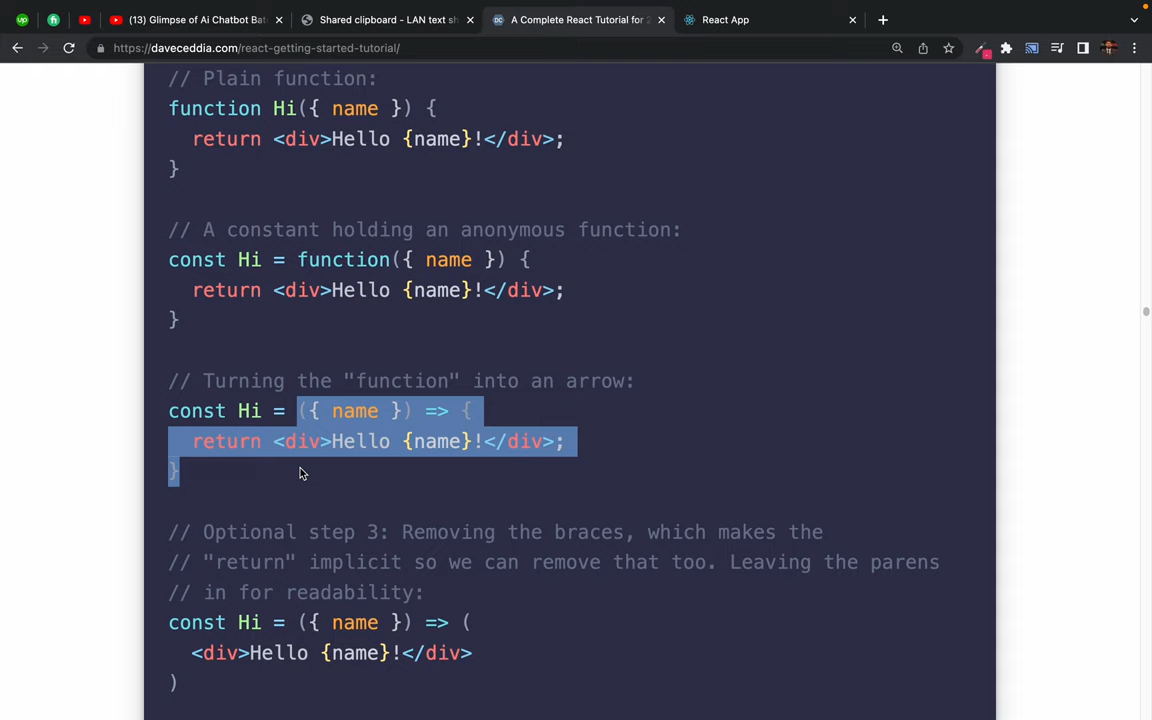 (13) Glimpse of Ai Chatbot Bat
Shared clipboard - LAN text sh
A Complete React Tutorial for 2
React App
https://daveceddia.com/react-getting-started-tutorial/
// Plain function:
function Hi({ name }) {
return <div>Hello {name}!</div>;
}
// A constant holding an anonymous function:
const Hi = function({ name }) {
return <div>Hello {name}!</div>;
}
// Turning the "function" into an arrow:
const Hi = ({ name }) => {
return <div>Hello {name}!</div>;
}
// Optional step 3: Removing the braces, which makes the
// "return" implicit so we can remove that too. Leaving the parens
// in for readability:
const Hi = ({ name }) => (
<div>Hello {name}!</div>
)